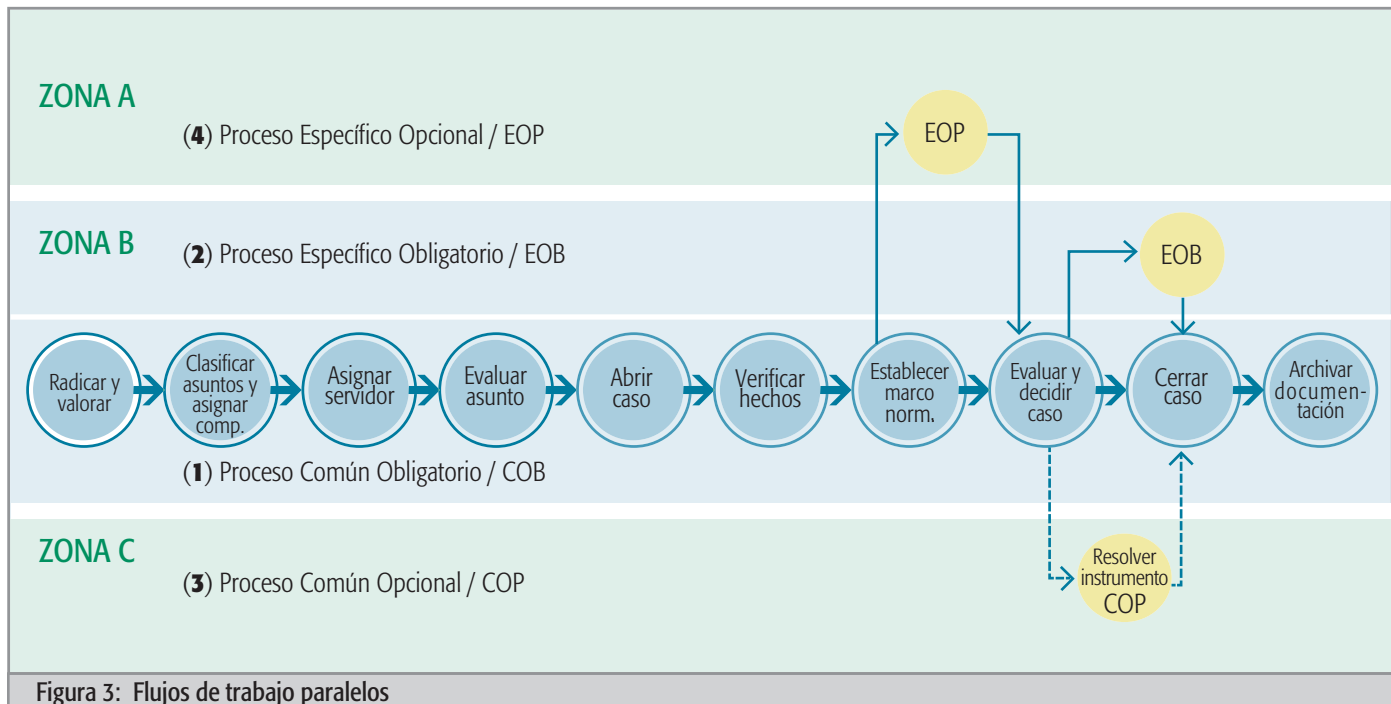 ZONA A
(4) Proceso Específico Opcional / EOP
EOP
ZONA B
(2) Proceso Específico Obligatorio / EOB
EOB
Radicar y
valorar
Clasificar
asuntos y
asignar
comp.
Asignar
servidor
Evaluar
asunto
Abrir
caso
Verificar
hechos
Establecer
marco
norm.
Evaluar y
decidir
caso
Cerrar
caso
Archivar
documen-
tación
(1) Proceso Común Obligatorio / COB
ZONA C
(3) Proceso Común Opcional / COP
Resolver
instrumento
COP
Figura 3: Flujos de trabajo paralelos